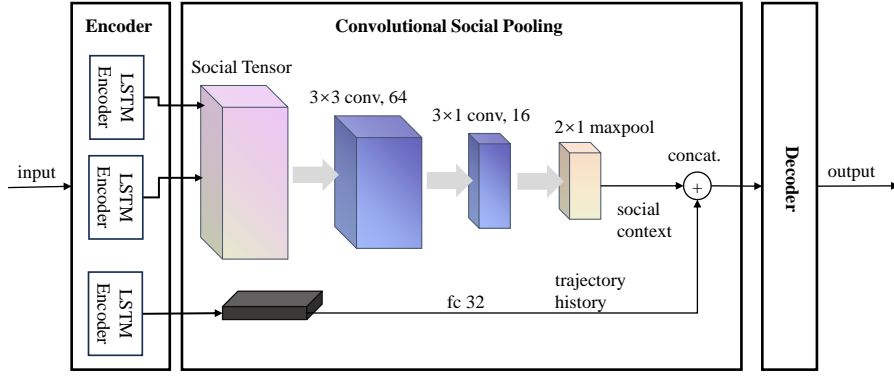 Encoder
Convolutional Social Pooling
LSTM
Encoder
LSTM
Encoder
LSTM
Encoder
Social Tensor
3×3 conv, 64
3×1 conv, 16
2×1 maxpool
concat.
+
input
social
context
trajectory
history
fc 32
Decoder
output